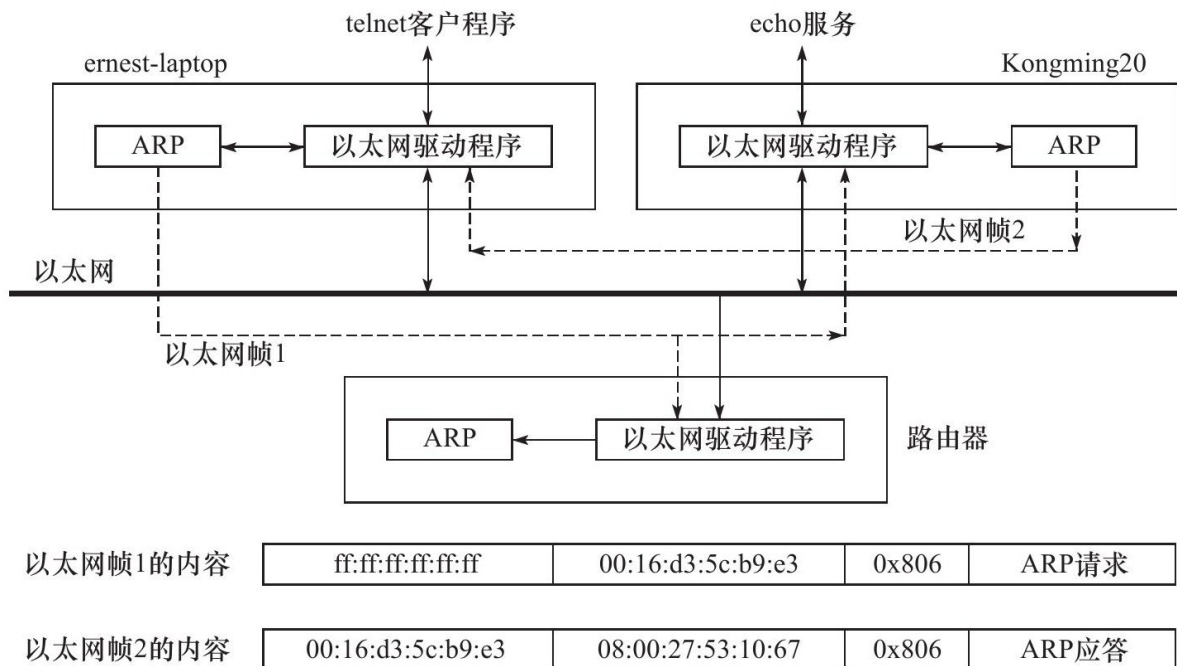 telnet客户程序 echo服务
ernest-laptop Kongming20
ARP 以太网驱动程序 以太网驱动程序 ARP
以太网帧2
以太网
以太网帧1
ARP 以太网驱动程序 路由器
以太网帧1的内容 ff:ff:ff:ff:ff:ff 00:16:d3:5c:b9:e3 0x806 ARP请求
以太网帧2的内容 00:16:d3:5c:b9:e3 08:00:27:53:10:67 0x806 ARP应答